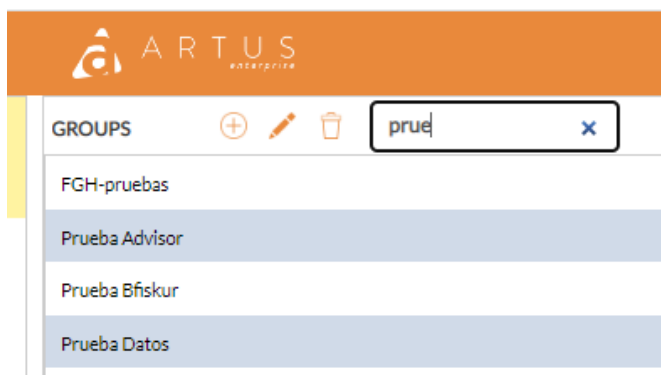 ARTUS
enterprise
GROUPS prue
FGH-pruebas
Prueba Advisor
Prueba Bfiskur
Prueba Datos